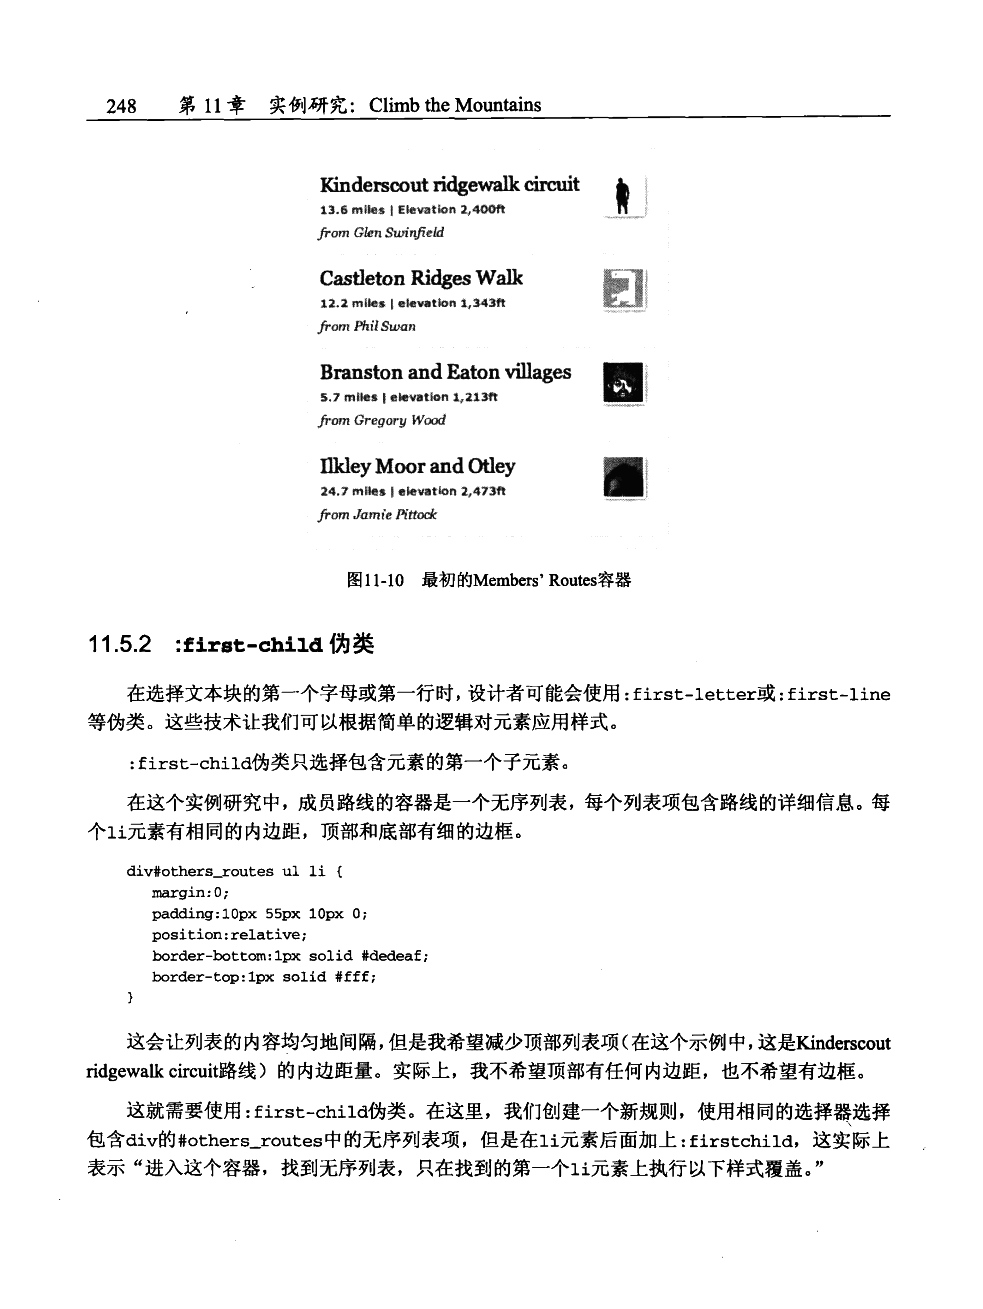 248 第 11 章 实例研究：Climb the Mountains
Kinderscout ridgewalk circuit
13.6 miles | Elevation 2,400ft
from Glen Swinfield
Castleton Ridges Walk
12.2 miles | elevation 1,343ft
from Phil Swan
Branston and Eaton villages
5.7 miles | elevation 1,213ft
from Gregory Wood
Ilkley Moor and Otley
24.7 miles | elevation 2,473ft
from Jamie Pittock
图11-10 最初的Members' Routes容器
11.5.2 :first-child 伪类
在选择文本块的第一个字母或第一行时，设计者可能会使用:first-letter或:first-line
等伪类。这些技术让我们可以根据简单的逻辑对元素应用样式。
:first-child伪类只选择包含元素的第一个子元素。
在这个实例研究中，成员路线的容器是一个无序列表，每个列表项包含路线的详细信息。每
个li元素有相同的内边距，顶部和底部有细的边框。
div#others_routes ul li {
margin:0;
padding:10px 55px 10px 0;
position:relative;
border-bottom:1px solid #dedeaf;
border-top:1px solid #fff;
}
这会让列表的内容均匀地间隔，但是我希望减少顶部列表项（在这个示例中，这是Kinderscout
ridgewalk circuit路线）的内边距量。实际上，我不希望顶部有任何内边距，也不希望有边框。
这就需要使用:first-child伪类。在这里，我们创建一个新规则，使用相同的选择器选择
包含div的#others_routes中的无序列表项，但是在li元素后面加上:firstchild，这实际上
表示“进入这个容器，找到无序列表，只在找到的第一个li元素上执行以下样式覆盖。”